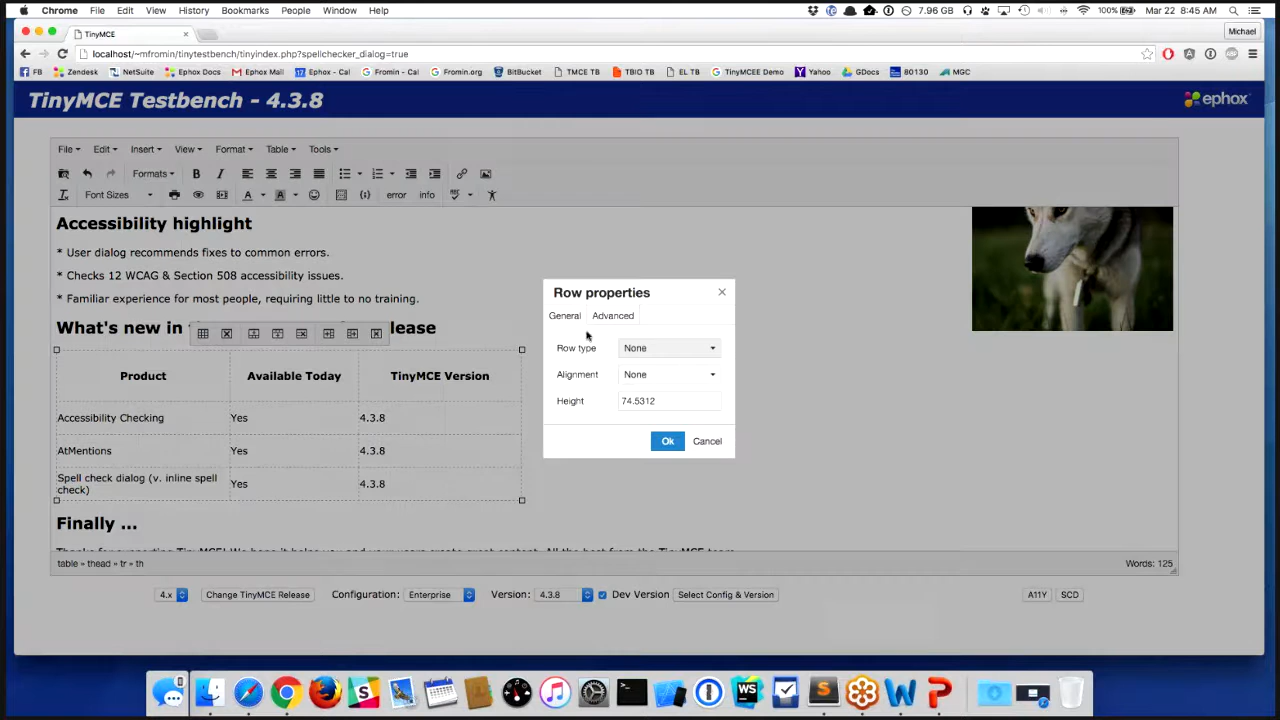 Chrome File Edit View History Bookmarks People Window Help 7.96 GB 100% Mar 22 8:45 AM
TinyMCE Michael
localhost/~mfromin/tinytestbench/tinyindex.php?spellchecker_dialog=true
FB Zendesk NetSuite Ephox Docs Ephox Mail Ephox - Cal Fromin - Cal Fromin.org BitBucket TMCE TB TBIO TB EL TB TinyMCEE Demo Yahoo GDocs 80130 MGC
TinyMCE Testbench - 4.3.8 ephox
File Edit Insert View Format Table Tools
Formats B I
Font Sizes A A error info
Accessibility highlight
* User dialog recommends fixes to common errors.
* Checks 12 WCAG & Section 508 accessibility issues.
* Familiar experience for most people, requiring little to no training.
What's new in lease
Product Available Today TinyMCE Version
Accessibility Checking Yes 4.3.8
AtMentions Yes 4.3.8
Spell check dialog (v. inline spell check) Yes 4.3.8
Finally ...
Row properties
General Advanced
Row type None
Alignment None
Height 74.5312
Ok Cancel
table » thead » tr » th Words: 125
4.x Change TinyMCE Release Configuration: Enterprise Version: 4.3.8 Dev Version Select Config & Version A11Y SCD